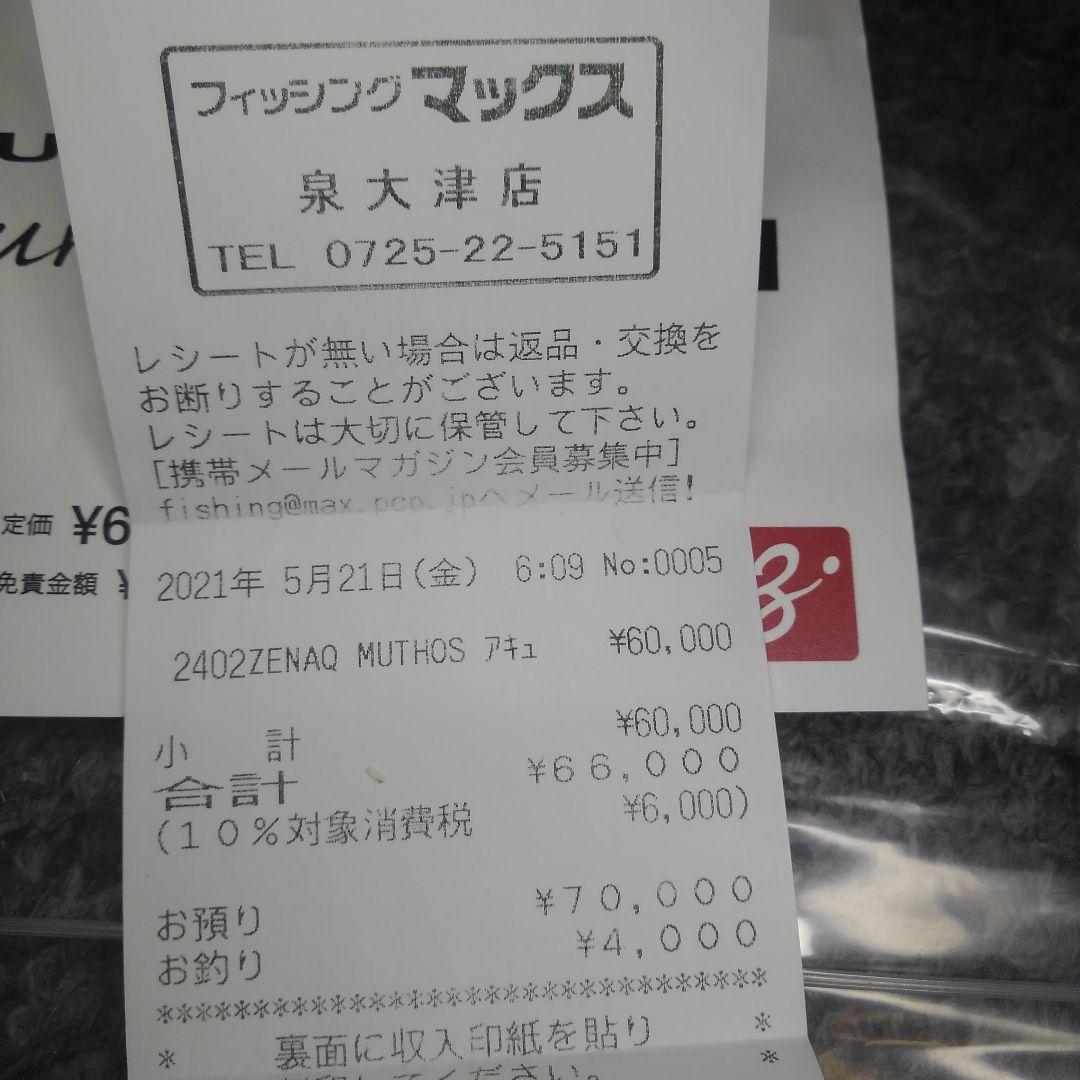 フィッシングマックス
泉大津店
TEL 0725-22-5151
レシートが無い場合は返品・交換を
お断りすることがございます。
レシートは大切に保管して下さい。
[携帯メールマガジン会員募集中]
fishing@max.pcp.jpへメール送信!
定価 ¥6
免責金額 ¥
2021年 5月21日(金) 6:09 No:0005
2402ZENAQ MUTHOS アキュ ¥60,000
小計 ¥60,000
合計 ¥66,000
(10%対象消費税 ¥6,000)
お預り ¥70,000
お釣り ¥4,000
**************************************
* 裏面に収入印紙を貼り *
*